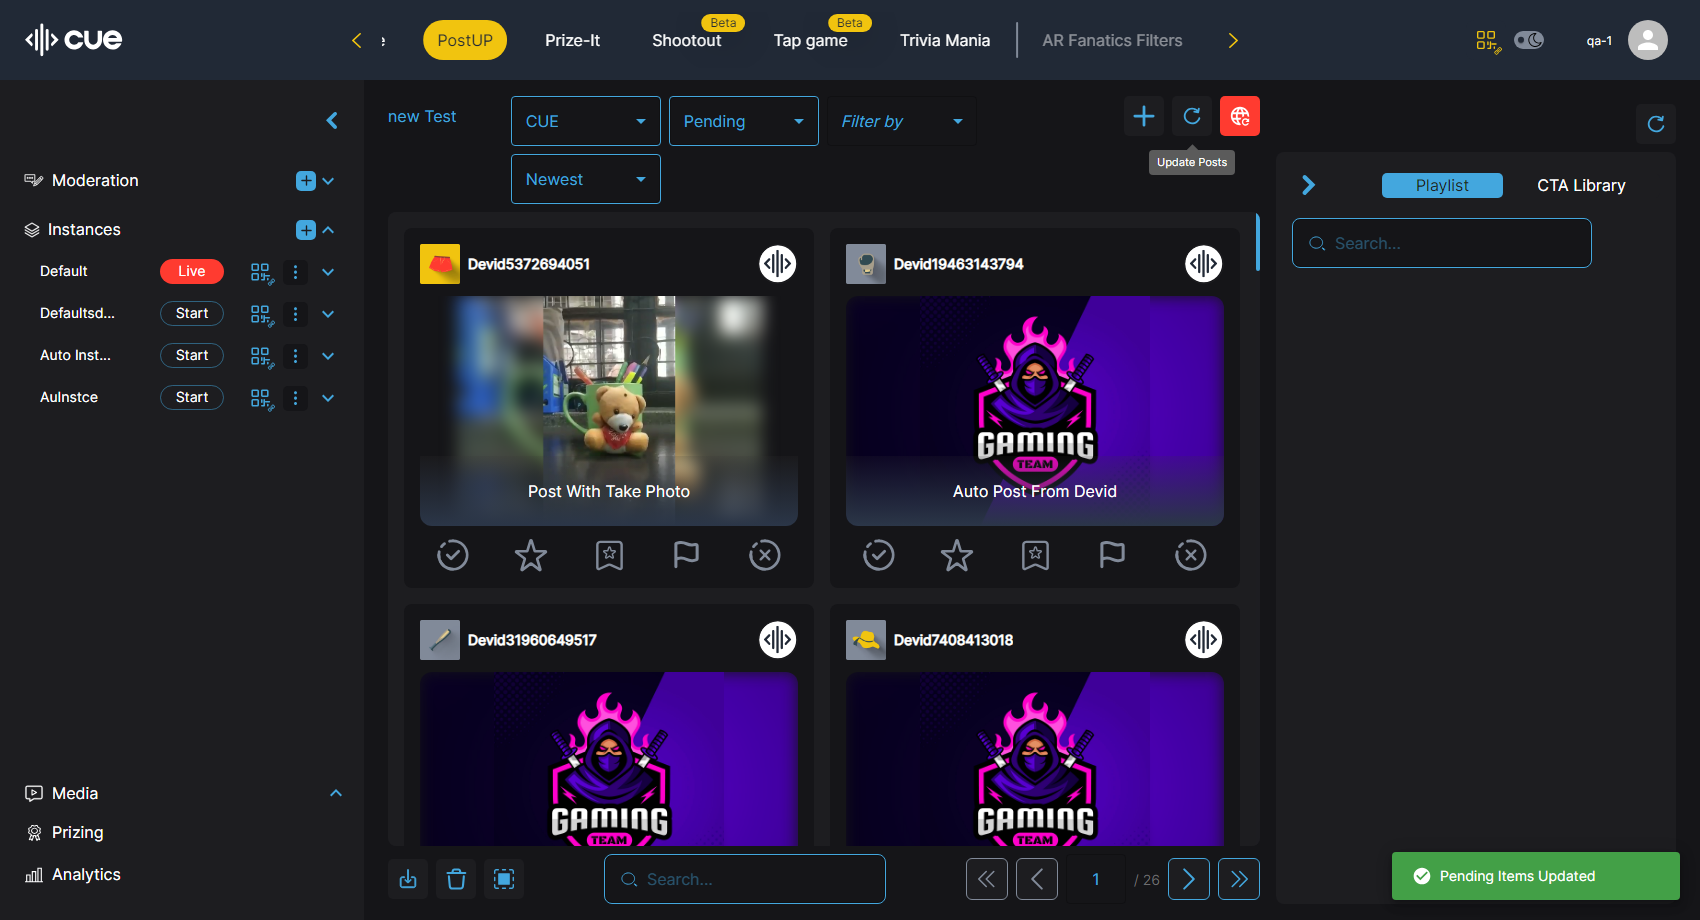 cue
e
PostUP
Prize-It
Beta
Shootout
Beta
Tap game
Trivia Mania
AR Fanatics Filters
qa-1
new Test
CUE
Pending
Filter by
Newest
Update Posts
Moderation
Instances
Default
Live
Defaultsd...
Start
Auto Inst...
Start
AuInstce
Start
Media
Prizing
Analytics
Devid5372694051
Post With Take Photo
Devid19463143794
GAMING
TEAM
Auto Post From Devid
Devid31960649517
GAMING
TEAM
Devid7408413018
GAMING
TEAM
Search...
1
/ 26
Playlist
CTA Library
Search...
Pending Items Updated